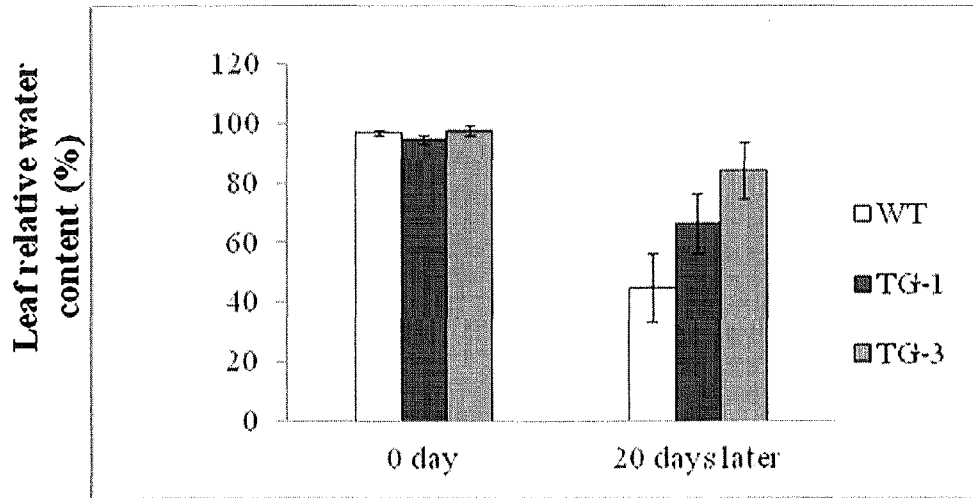 Leaf relative water
content (%)
120
100
80
60
40
20
0
0 day
20 days later
WT
TG-1
TG-3